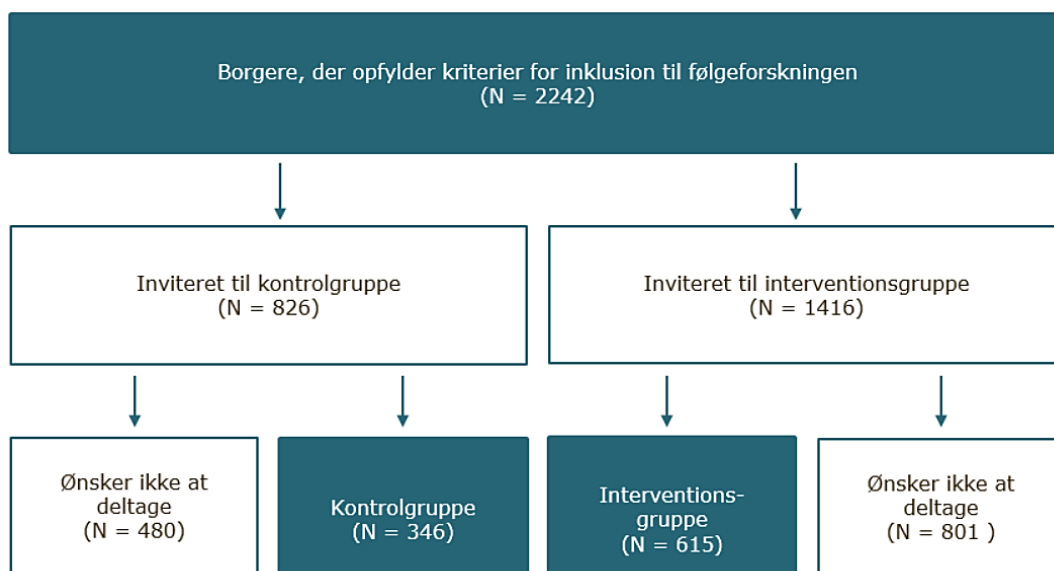 Borgere, der opfylder kriterier for inklusion til følgeforskningen
(N = 2242)
Inviteret til kontrolgruppe
(N = 826)
Inviteret til interventionsgruppe
(N = 1416)
Ønsker ikke at
deltage
(N = 480)
Kontrolgruppe
(N = 346)
Interventions-
gruppe
(N = 615)
Ønsker ikke at
deltage
(N = 801 )